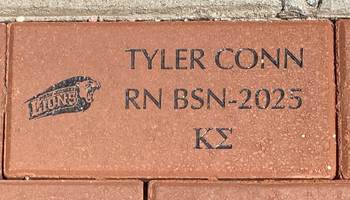 TYLER CONN
RN BSN-2025
ΚΣ
LIONS